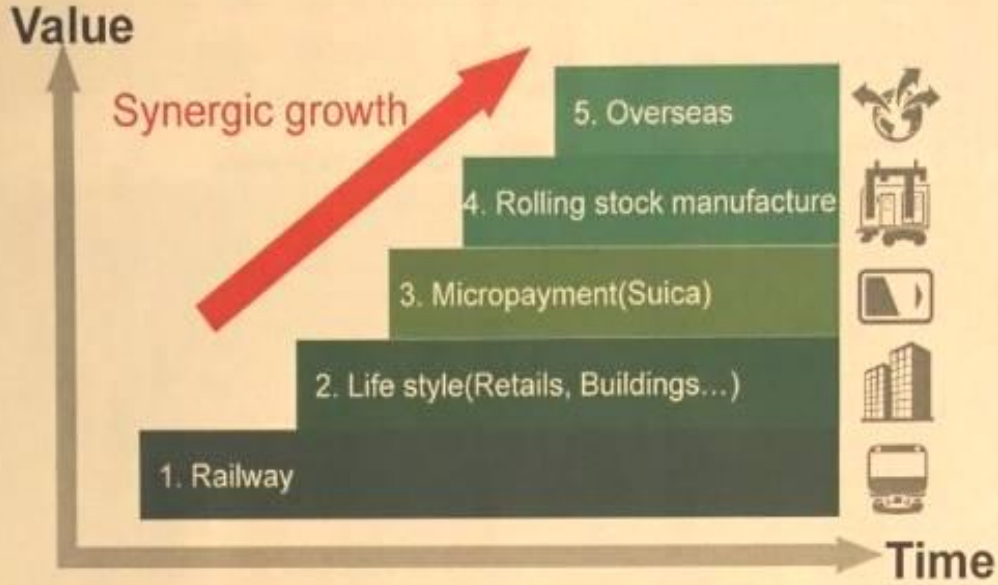 Value
Synergic growth
5. Overseas
4. Rolling stock manufacture
3. Micropayment(Suica)
2. Life style(Retails, Buildings...)
1. Railway
Time